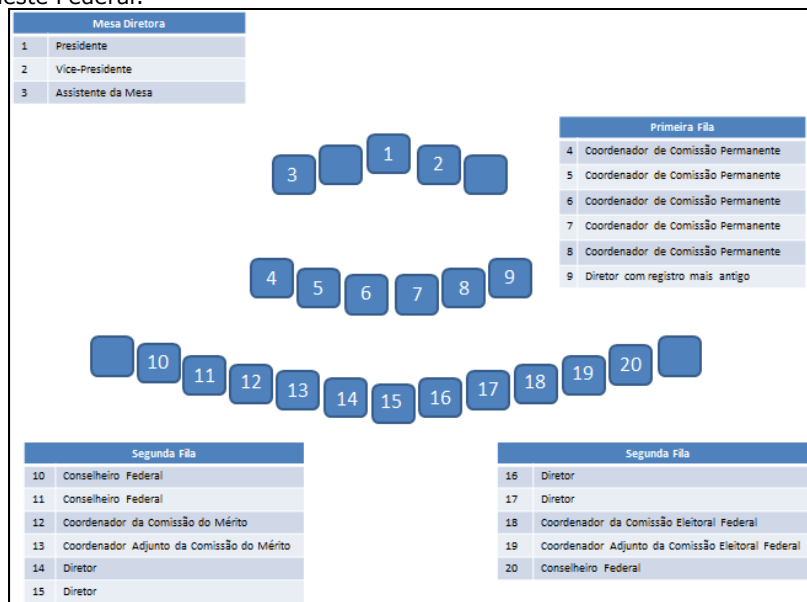 este Federal.
Mesa Diretora
1 Presidente
2 Vice-Presidente
3 Assistente da Mesa
Primeira Fila
4 Coordenador de Comissão Permanente
5 Coordenador de Comissão Permanente
6 Coordenador de Comissão Permanente
7 Coordenador de Comissão Permanente
8 Coordenador de Comissão Permanente
9 Diretor com registro mais antigo
3 1 2
4 5 6 7 8 9
10 11 12 13 14 15 16 17 18 19 20
Segunda Fila
10 Conselheiro Federal
11 Conselheiro Federal
12 Coordenador da Comissão do Mérito
13 Coordenador Adjunto da Comissão do Mérito
14 Diretor
15 Diretor
Segunda Fila
16 Diretor
17 Diretor
18 Coordenador da Comissão Eleitoral Federal
19 Coordenador Adjunto da Comissão Eleitoral Federal
20 Conselheiro Federal